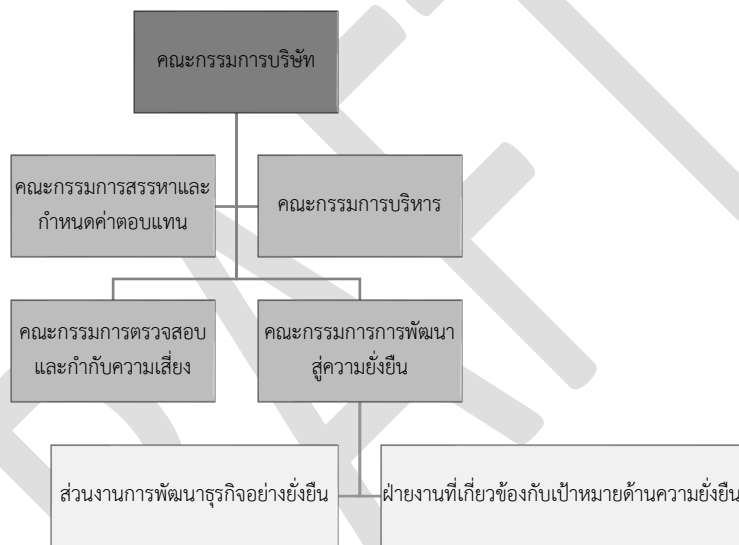 คณะกรรมการบริษัท
คณะกรรมการสรรหาและ
กำหนดค่าตอบแทน
คณะกรรมการบริหาร
คณะกรรมการตรวจสอบ
และกำกับความเสี่ยง
คณะกรรมการการพัฒนา
สู่ความยั่งยืน
ส่วนงานการพัฒนาธุรกิจอย่างยั่งยืน
ฝ่ายงานที่เกี่ยวข้องกับเป้าหมายด้านความยั่งยืน